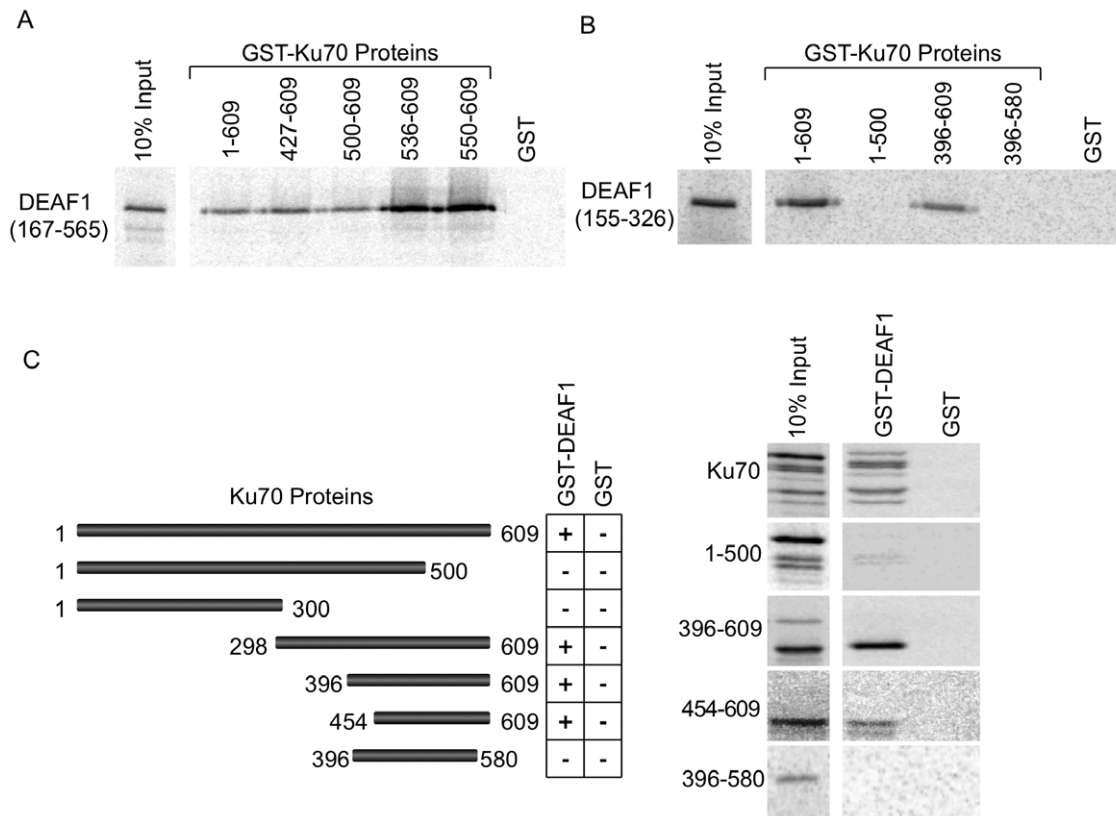 A
GST-Ku70 Proteins
10% Input
1-609
427-609
500-609
536-609
550-609
GST
DEAF1
(167-565)
B
GST-Ku70 Proteins
10% Input
1-609
1-500
396-609
396-580
GST
DEAF1
(155-326)
C
Ku70 Proteins
GST-DEAF1
GST
1 609 + -
1 500 - -
1 300 - -
298 609 + -
396 609 + -
454 609 + -
396 580 - -
10% Input
GST-DEAF1
GST
Ku70
1-500
396-609
454-609
396-580